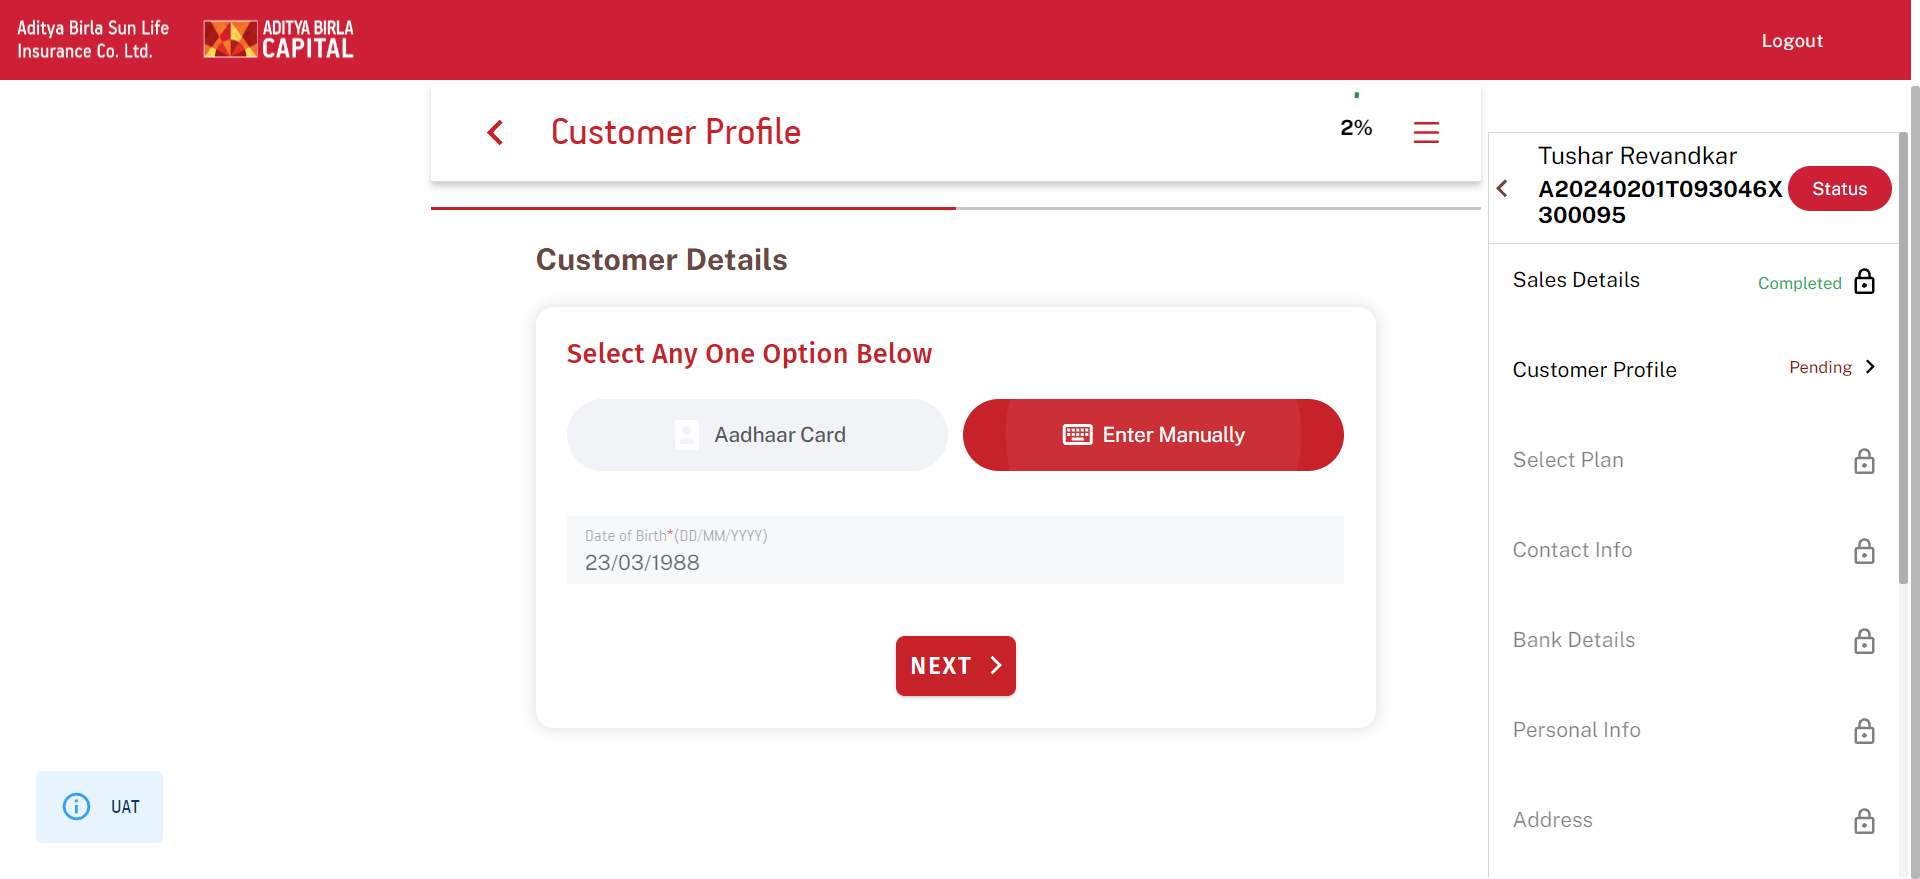 Aditya Birla Sun Life
Insurance Co. Ltd.
ADITYA BIRLA
CAPITAL
Logout
Customer Profile
2%
Tushar Revandkar
A20240201T093046X
300095
Status
Customer Details
Sales Details
Completed
Select Any One Option Below
Customer Profile
Pending
Aadhaar Card
Enter Manually
Select Plan
Date of Birth*(DD/MM/YYYY)
23/03/1988
Contact Info
NEXT
Bank Details
Personal Info
UAT
Address